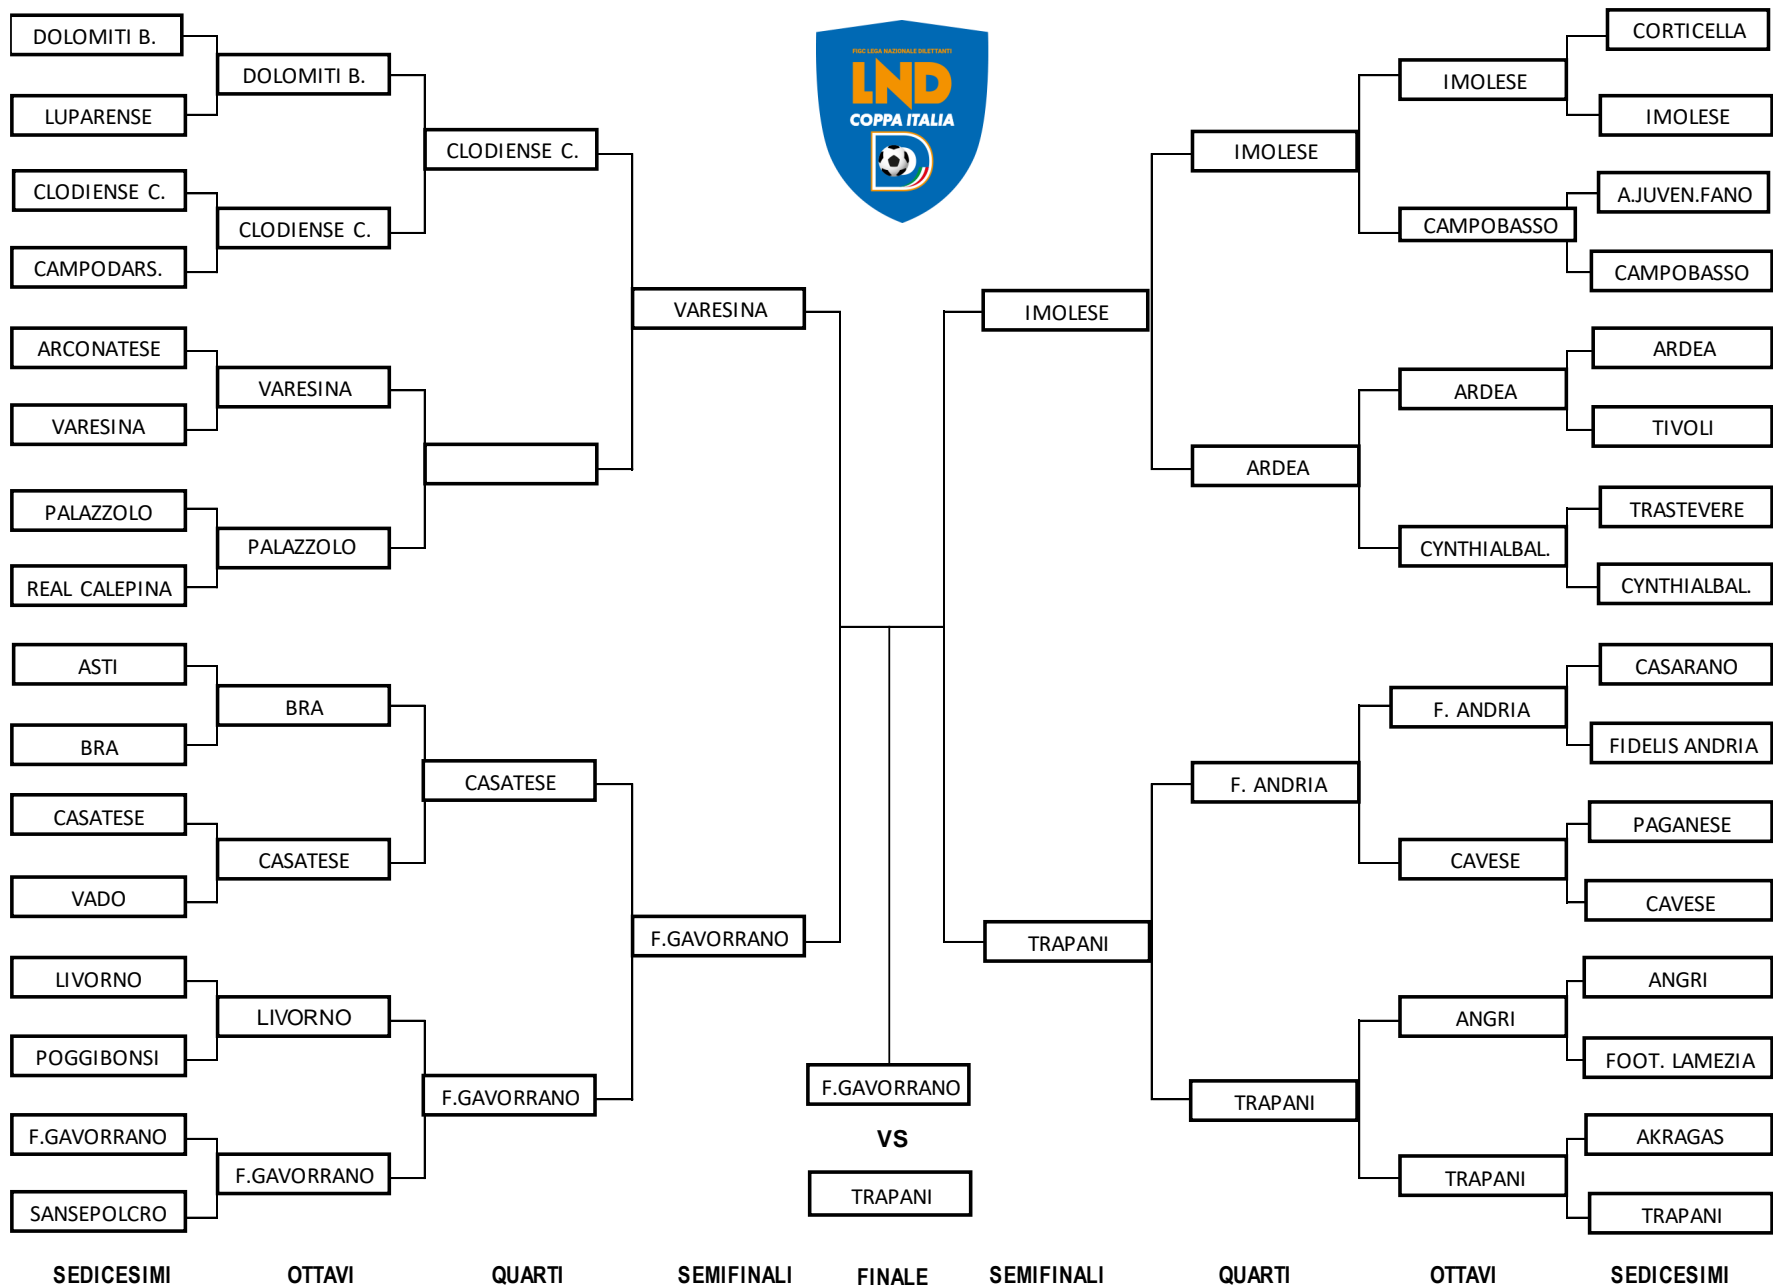 DOLOMITI B.
LUPARENSE
CLODIENSE C.
CAMPODARS.
ARCONATESE
VARESINA
PALAZZOLO
REAL CALEPINA
ASTI
BRA
CASATESE
VADO
LIVORNO
POGGIBONSI
F.GAVORRANO
SANSEPOLCRO
SEDICESIMI
DOLOMITI B.
CLODIENSE C.
VARESINA
PALAZZOLO
BRA
CASATESE
LIVORNO
F.GAVORRANO
OTTAVI
CLODIENSE C.
CASATESE
F.GAVORRANO
QUARTI
VARESINA
F.GAVORRANO
SEMIFINALI
FIGC LEGA NAZIONALE DILETTANTI
LND
COPPA ITALIA
D
F.GAVORRANO
VS
TRAPANI
FINALE
IMOLESE
TRAPANI
SEMIFINALI
IMOLESE
ARDEA
F. ANDRIA
TRAPANI
QUARTI
IMOLESE
CAMPOBASSO
ARDEA
CYNTHIALBAL.
F. ANDRIA
CAVESE
ANGRI
TRAPANI
OTTAVI
CORTICELLA
IMOLESE
A.JUVEN.FANO
CAMPOBASSO
ARDEA
TIVOLI
TRASTEVERE
CYNTHIALBAL.
CASARANO
FIDELIS ANDRIA
PAGANESE
CAVESE
ANGRI
FOOT. LAMEZIA
AKRAGAS
TRAPANI
SEDICESIMI